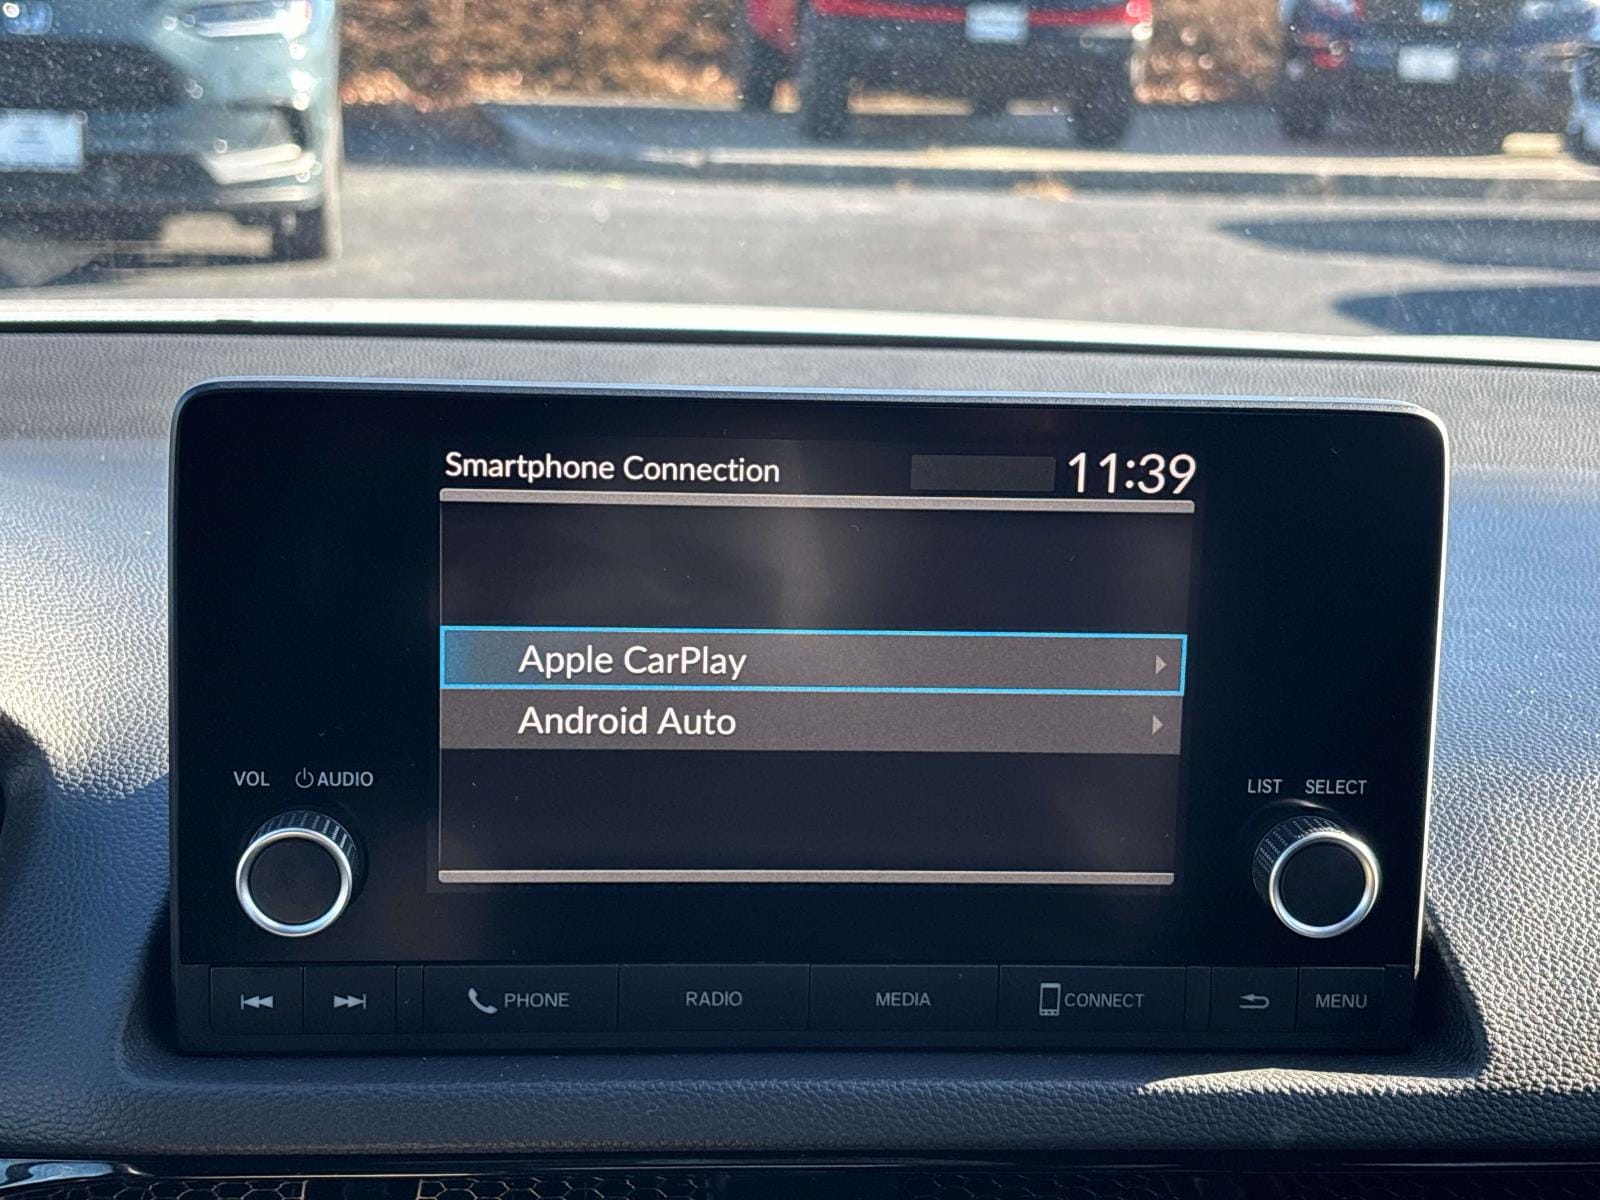 Smartphone Connection 11:39
Apple CarPlay
Android Auto
VOL AUDIO
LIST SELECT
PHONE RADIO MEDIA CONNECT MENU